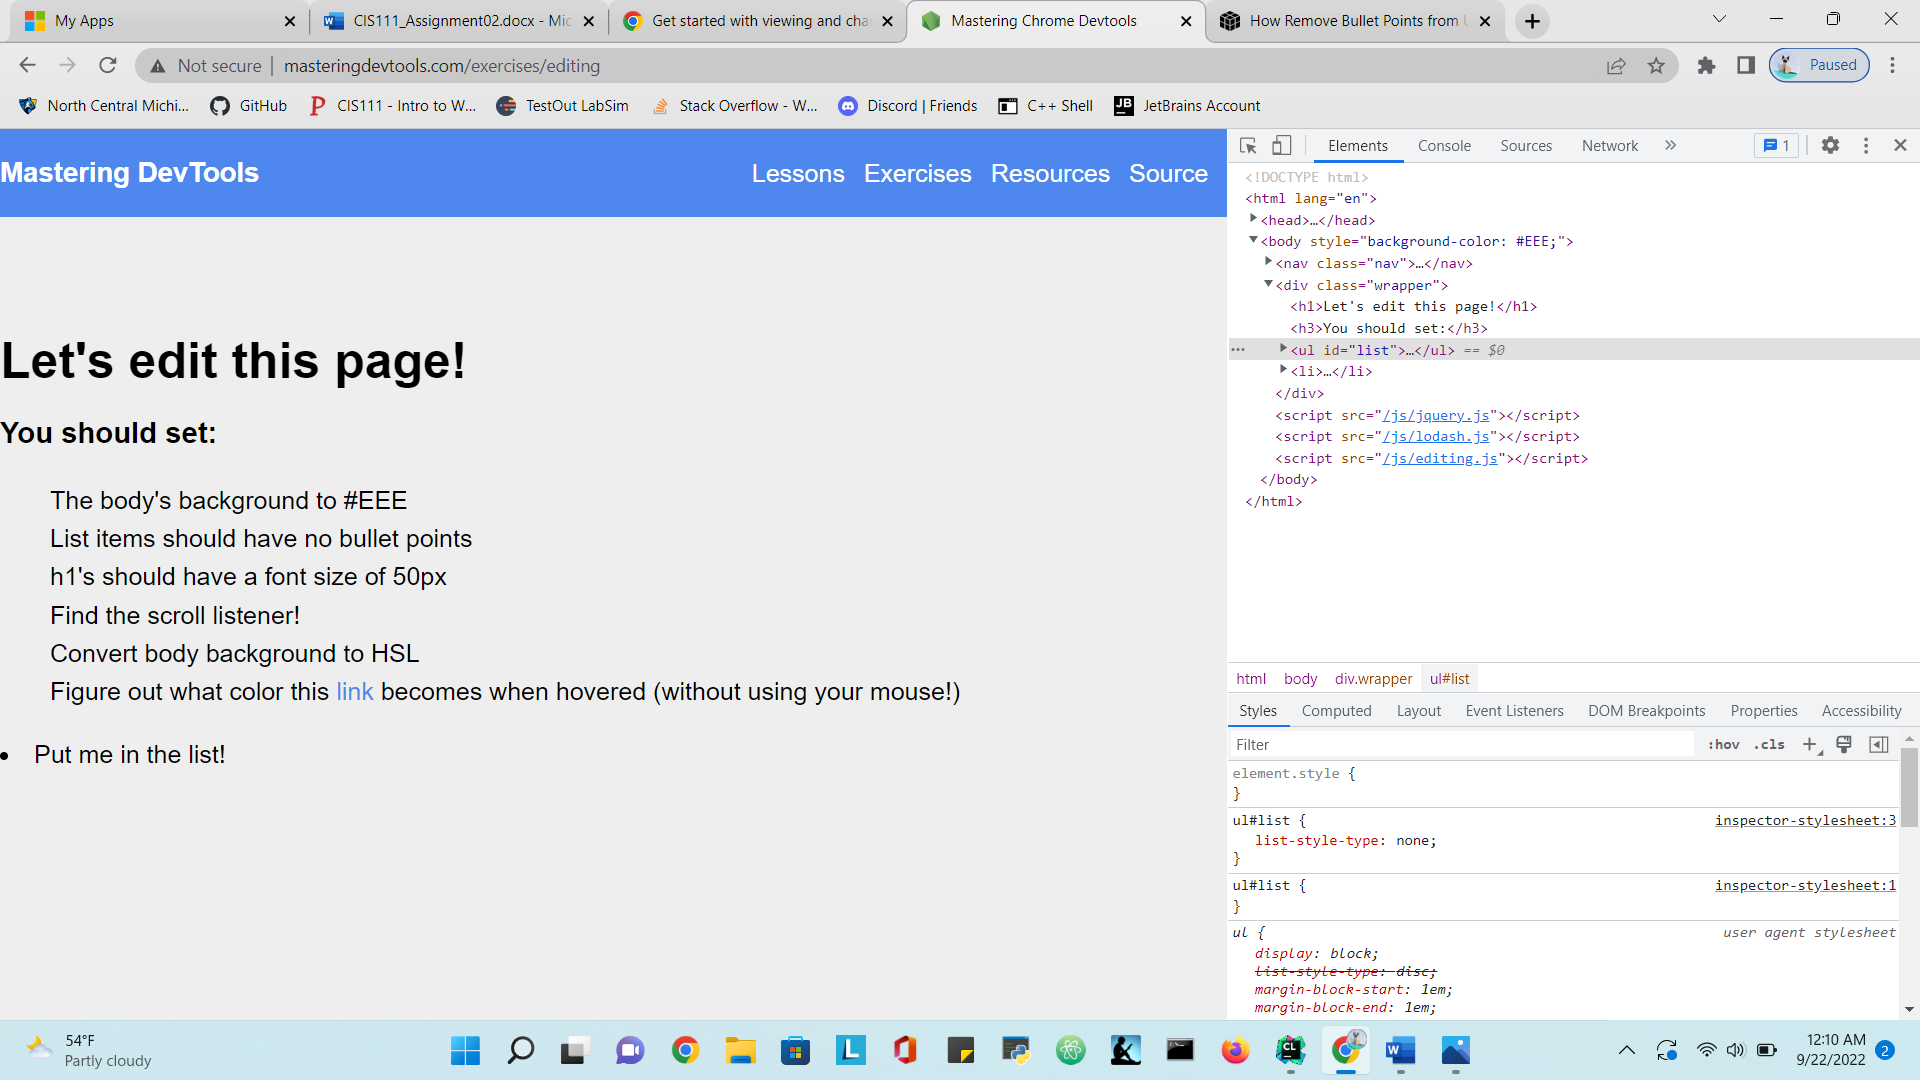 My Apps
CIS111_Assignment02.docx - Mic
Get started with viewing and cha
Mastering Chrome Devtools
How Remove Bullet Points from U
Not secure
masteringdevtools.com/exercises/editing
Paused
North Central Michi...
GitHub
CIS111 - Intro to W...
TestOut LabSim
Stack Overflow - W...
Discord | Friends
C++ Shell
JetBrains Account
Mastering DevTools
Lessons
Exercises
Resources
Source
Let's edit this page!
You should set:
The body's background to #EEE
List items should have no bullet points
h1's should have a font size of 50px
Find the scroll listener!
Convert body background to HSL
Figure out what color this link becomes when hovered (without using your mouse!)
Put me in the list!
Elements
Console
Sources
Network
1
<!DOCTYPE html>
<html lang="en">
<head>…</head>
<body style="background-color: #EEE;">
<nav class="nav">…</nav>
<div class="wrapper">
<h1>Let's edit this page!</h1>
<h3>You should set:</h3>
<ul id="list">…</ul> == $0
<li>…</li>
</div>
<script src="/js/jquery.js"></script>
<script src="/js/lodash.js"></script>
<script src="/js/editing.js"></script>
</body>
</html>
html
body
div.wrapper
ul#list
Styles
Computed
Layout
Event Listeners
DOM Breakpoints
Properties
Accessibility
Filter
:hov
.cls
element.style {
}
ul#list {
inspector-stylesheet:3
list-style-type: none;
}
ul#list {
inspector-stylesheet:1
}
ul {
user agent stylesheet
display: block;
list-style-type: disc;
margin-block-start: 1em;
margin-block-end: 1em;
54°F
Partly cloudy
12:10 AM
9/22/2022
2